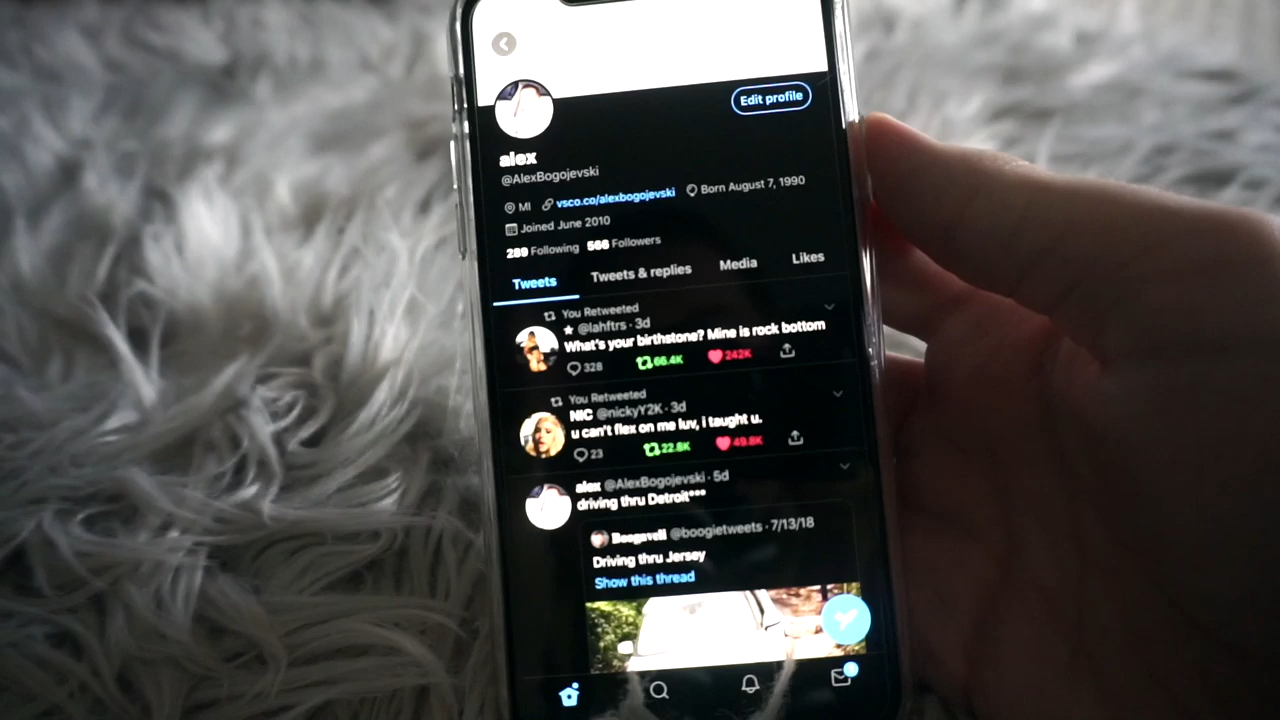 Edit profile
alex
@AlexBogojevski
MI vsco.co/alexbogojevski Born August 7, 1990
Joined June 2010
289 Following 566 Followers
Tweets Tweets & replies Media Likes
You Retweeted
★ @lahftrs · 3d
What's your birthstone? Mine is rock bottom
328 66.4K 242K
You Retweeted
NIC @nickyY2K · 3d
u can't flex on me luv, i taught u.
23 22.8K 49.8K
alex @AlexBogojevski · 5d
driving thru Detroit***
@boogietweets · 7/13/18
Driving thru Jersey
Show this thread